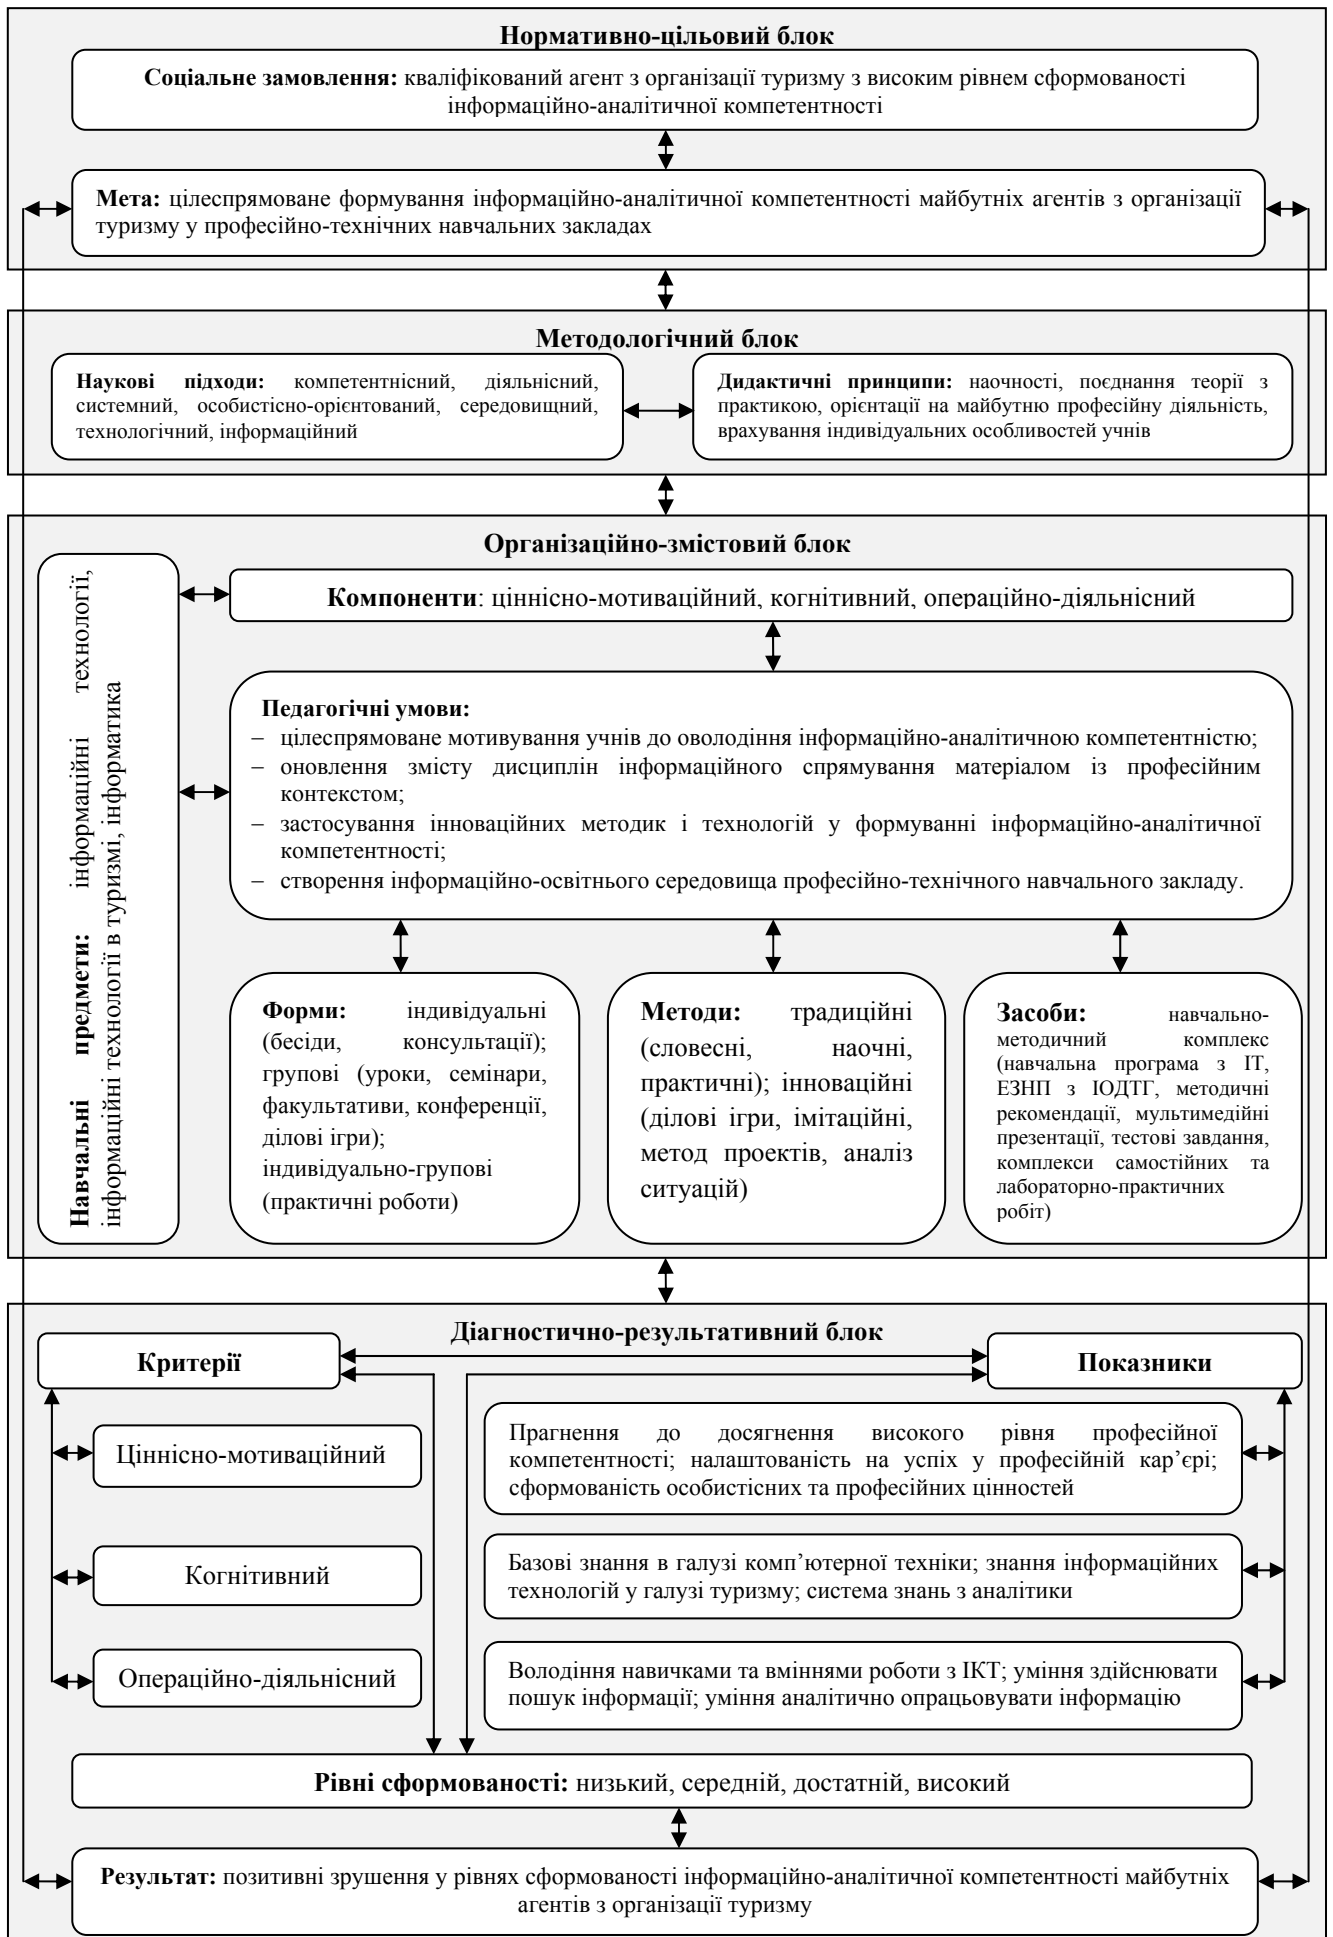 Нормативно-цільовий блок
Соціальне замовлення: кваліфікований агент з організації туризму з високим рівнем сформованості
інформаційно-аналітичної компетентності
Мета: цілеспрямоване формування інформаційно-аналітичної компетентності майбутніх агентів з організації
туризму у професійно-технічних навчальних закладах
Методологічний блок
Наукові підходи: компетентнісний, діяльнісний,
системний, особистісно-орієнтований, середовищний,
технологічний, інформаційний
Дидактичні принципи: наочності, поєднання теорії з
практикою, орієнтації на майбутню професійну діяльність,
врахування індивідуальних особливостей учнів
Організаційно-змістовий блок
Навчальні предмети: інформаційні технології,
інформаційні технології в туризмі, інформатика
Компоненти: ціннісно-мотиваційний, когнітивний, операційно-діяльнісний
Педагогічні умови:
– цілеспрямоване мотивування учнів до оволодіння інформаційно-аналітичною компетентністю;
– оновлення змісту дисциплін інформаційного спрямування матеріалом із професійним
контекстом;
– застосування інноваційних методик і технологій у формуванні інформаційно-аналітичної
компетентності;
– створення інформаційно-освітнього середовища професійно-технічного навчального закладу.
Форми: індивідуальні
(бесіди, консультації);
групові (уроки, семінари,
факультативи, конференції,
ділові ігри);
індивідуально-групові
(практичні роботи)
Методи: традиційні
(словесні, наочні,
практичні); інноваційні
(ділові ігри, імітаційні,
метод проектів, аналіз
ситуацій)
Засоби: навчально-
методичний комплекс
(навчальна програма з ІТ,
ЕЗНП з ІОДТГ, методичні
рекомендації, мультимедійні
презентації, тестові завдання,
комплекси самостійних та
лабораторно-практичних
робіт)
Діагностично-результативний блок
Критерії
Показники
Ціннісно-мотиваційний
Прагнення до досягнення високого рівня професійної
компетентності; налаштованість на успіх у професійній кар’єрі;
сформованість особистісних та професійних цінностей
Когнітивний
Базові знання в галузі комп’ютерної техніки; знання інформаційних
технологій у галузі туризму; система знань з аналітики
Операційно-діяльнісний
Володіння навичками та вміннями роботи з ІКТ; уміння здійснювати
пошук інформації; уміння аналітично опрацьовувати інформацію
Рівні сформованості: низький, середній, достатній, високий
Результат: позитивні зрушення у рівнях сформованості інформаційно-аналітичної компетентності майбутніх
агентів з організації туризму